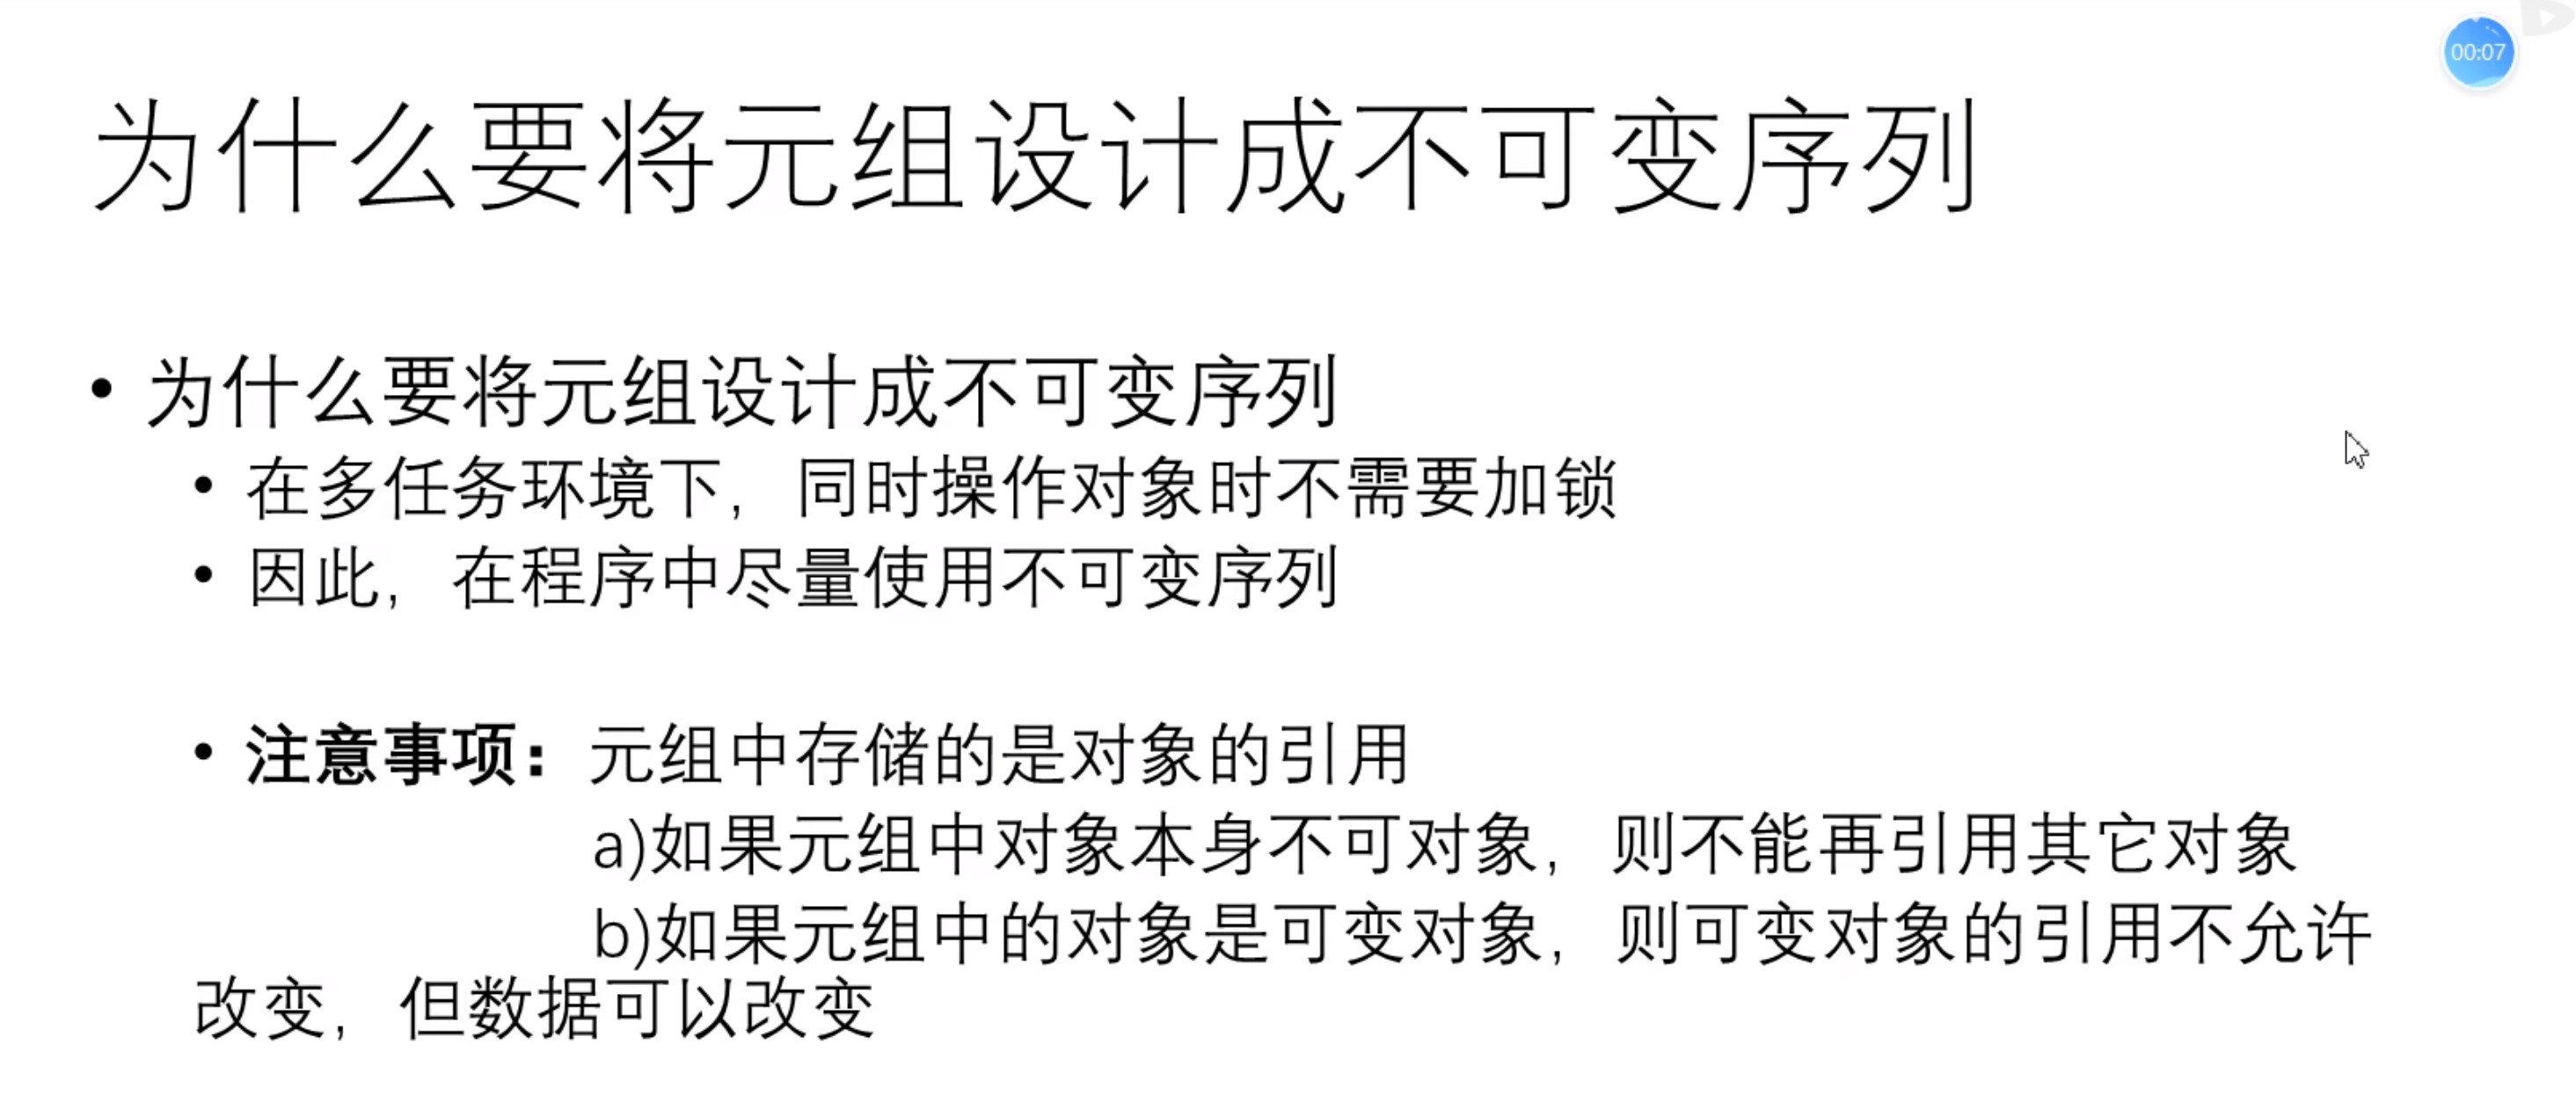 00:07
为什么要将元组设计成不可变序列
• 为什么要将元组设计成不可变序列
• 在多任务环境下，同时操作对象时不需要加锁
• 因此，在程序中尽量使用不可变序列
• 注意事项：元组中存储的是对象的引用
a)如果元组中对象本身不可对象，则不能再引用其它对象
b)如果元组中的对象是可变对象，则可变对象的引用不允许
改变，但数据可以改变